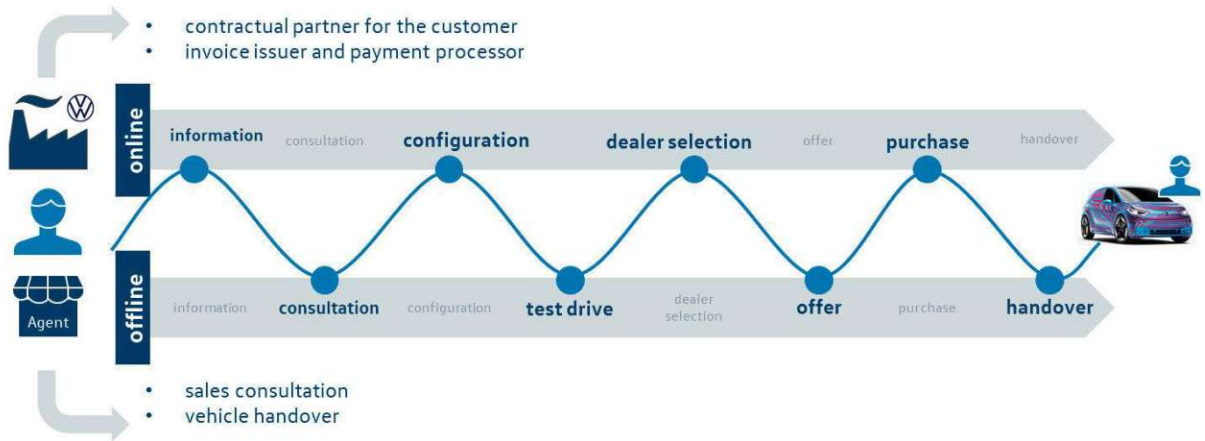 • contractual partner for the customer
• invoice issuer and payment processor
VW
online
information
consultation
configuration
dealer selection
offer
purchase
handover
Agent
offline
information
consultation
configuration
test drive
dealer
selection
offer
purchase
handover
• sales consultation
• vehicle handover